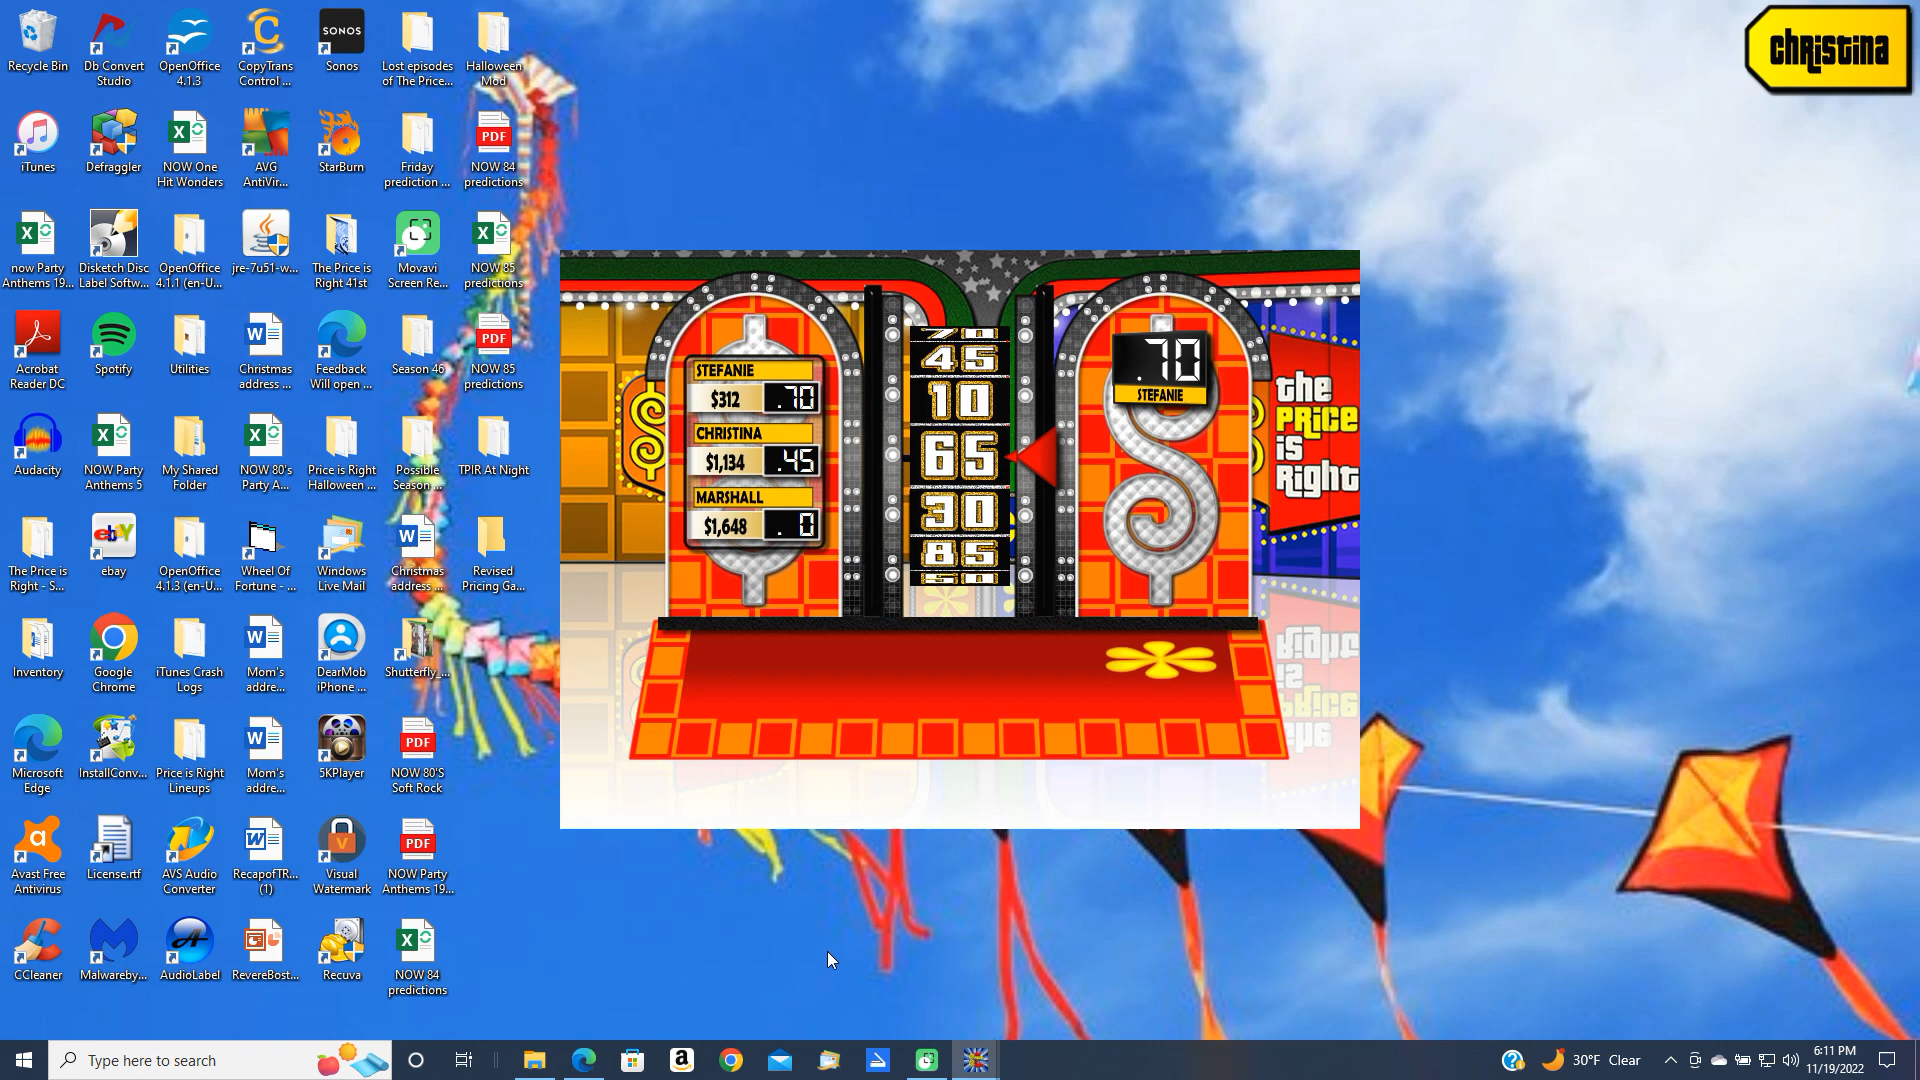 Recycle Bin
Db Convert
Studio
OpenOffice
4.1.3
CopyTrans
Control ...
SONOS
Sonos
Lost episodes
of The Price...
Halloween
Mod
christina
iTunes
Defraggler
NOW One
Hit Wonders
AVG
AntiVir...
StarBurn
Friday
prediction ...
PDF
NOW 84
predictions
now Party
Anthems 19...
Disketch Disc
Label Softw...
OpenOffice
4.1.1 (en-U...
jre-7u51-w...
The Price is
Right 41st
Movavi
Screen Re...
NOW 85
predictions
Acrobat
Reader DC
Spotify
Utilities
Christmas
address ...
Feedback
Will open ...
Season 46
PDF
NOW 85
predictions
Audacity
NOW Party
Anthems 5
My Shared
Folder
NOW 80's
Party A...
Price is Right
Halloween ...
Possible
Season ...
TPIR At Night
The Price is
Right - S...
ebay
ebay
OpenOffice
4.1.3 (en-U...
Wheel Of
Fortune - ...
Windows
Live Mail
Christmas
address ...
Revised
Pricing Ga...
Inventory
Google
Chrome
iTunes Crash
Logs
Mom's
addre...
DearMob
iPhone ...
Shutterfly_...
Microsoft
Edge
InstallConv...
Price is Right
Lineups
Mom's
addre...
5KPlayer
PDF
NOW 80'S
Soft Rock
Avast Free
Antivirus
License.rtf
AVS Audio
Converter
RecapofTR...
(1)
Visual
Watermark
PDF
NOW Party
Anthems 19...
CCleaner
Malwareby...
AudioLabel
RevereBost...
Recuva
NOW 84
predictions
STEFANIE
$312 .70
CHRISTINA
$1,134 .45
MARSHALL
$1,648 . 0
70
45
10
65
30
85
50
.70
STEFANIE
the
PRICE
is
Right
Type here to search
30°F Clear
6:11 PM
11/19/2022